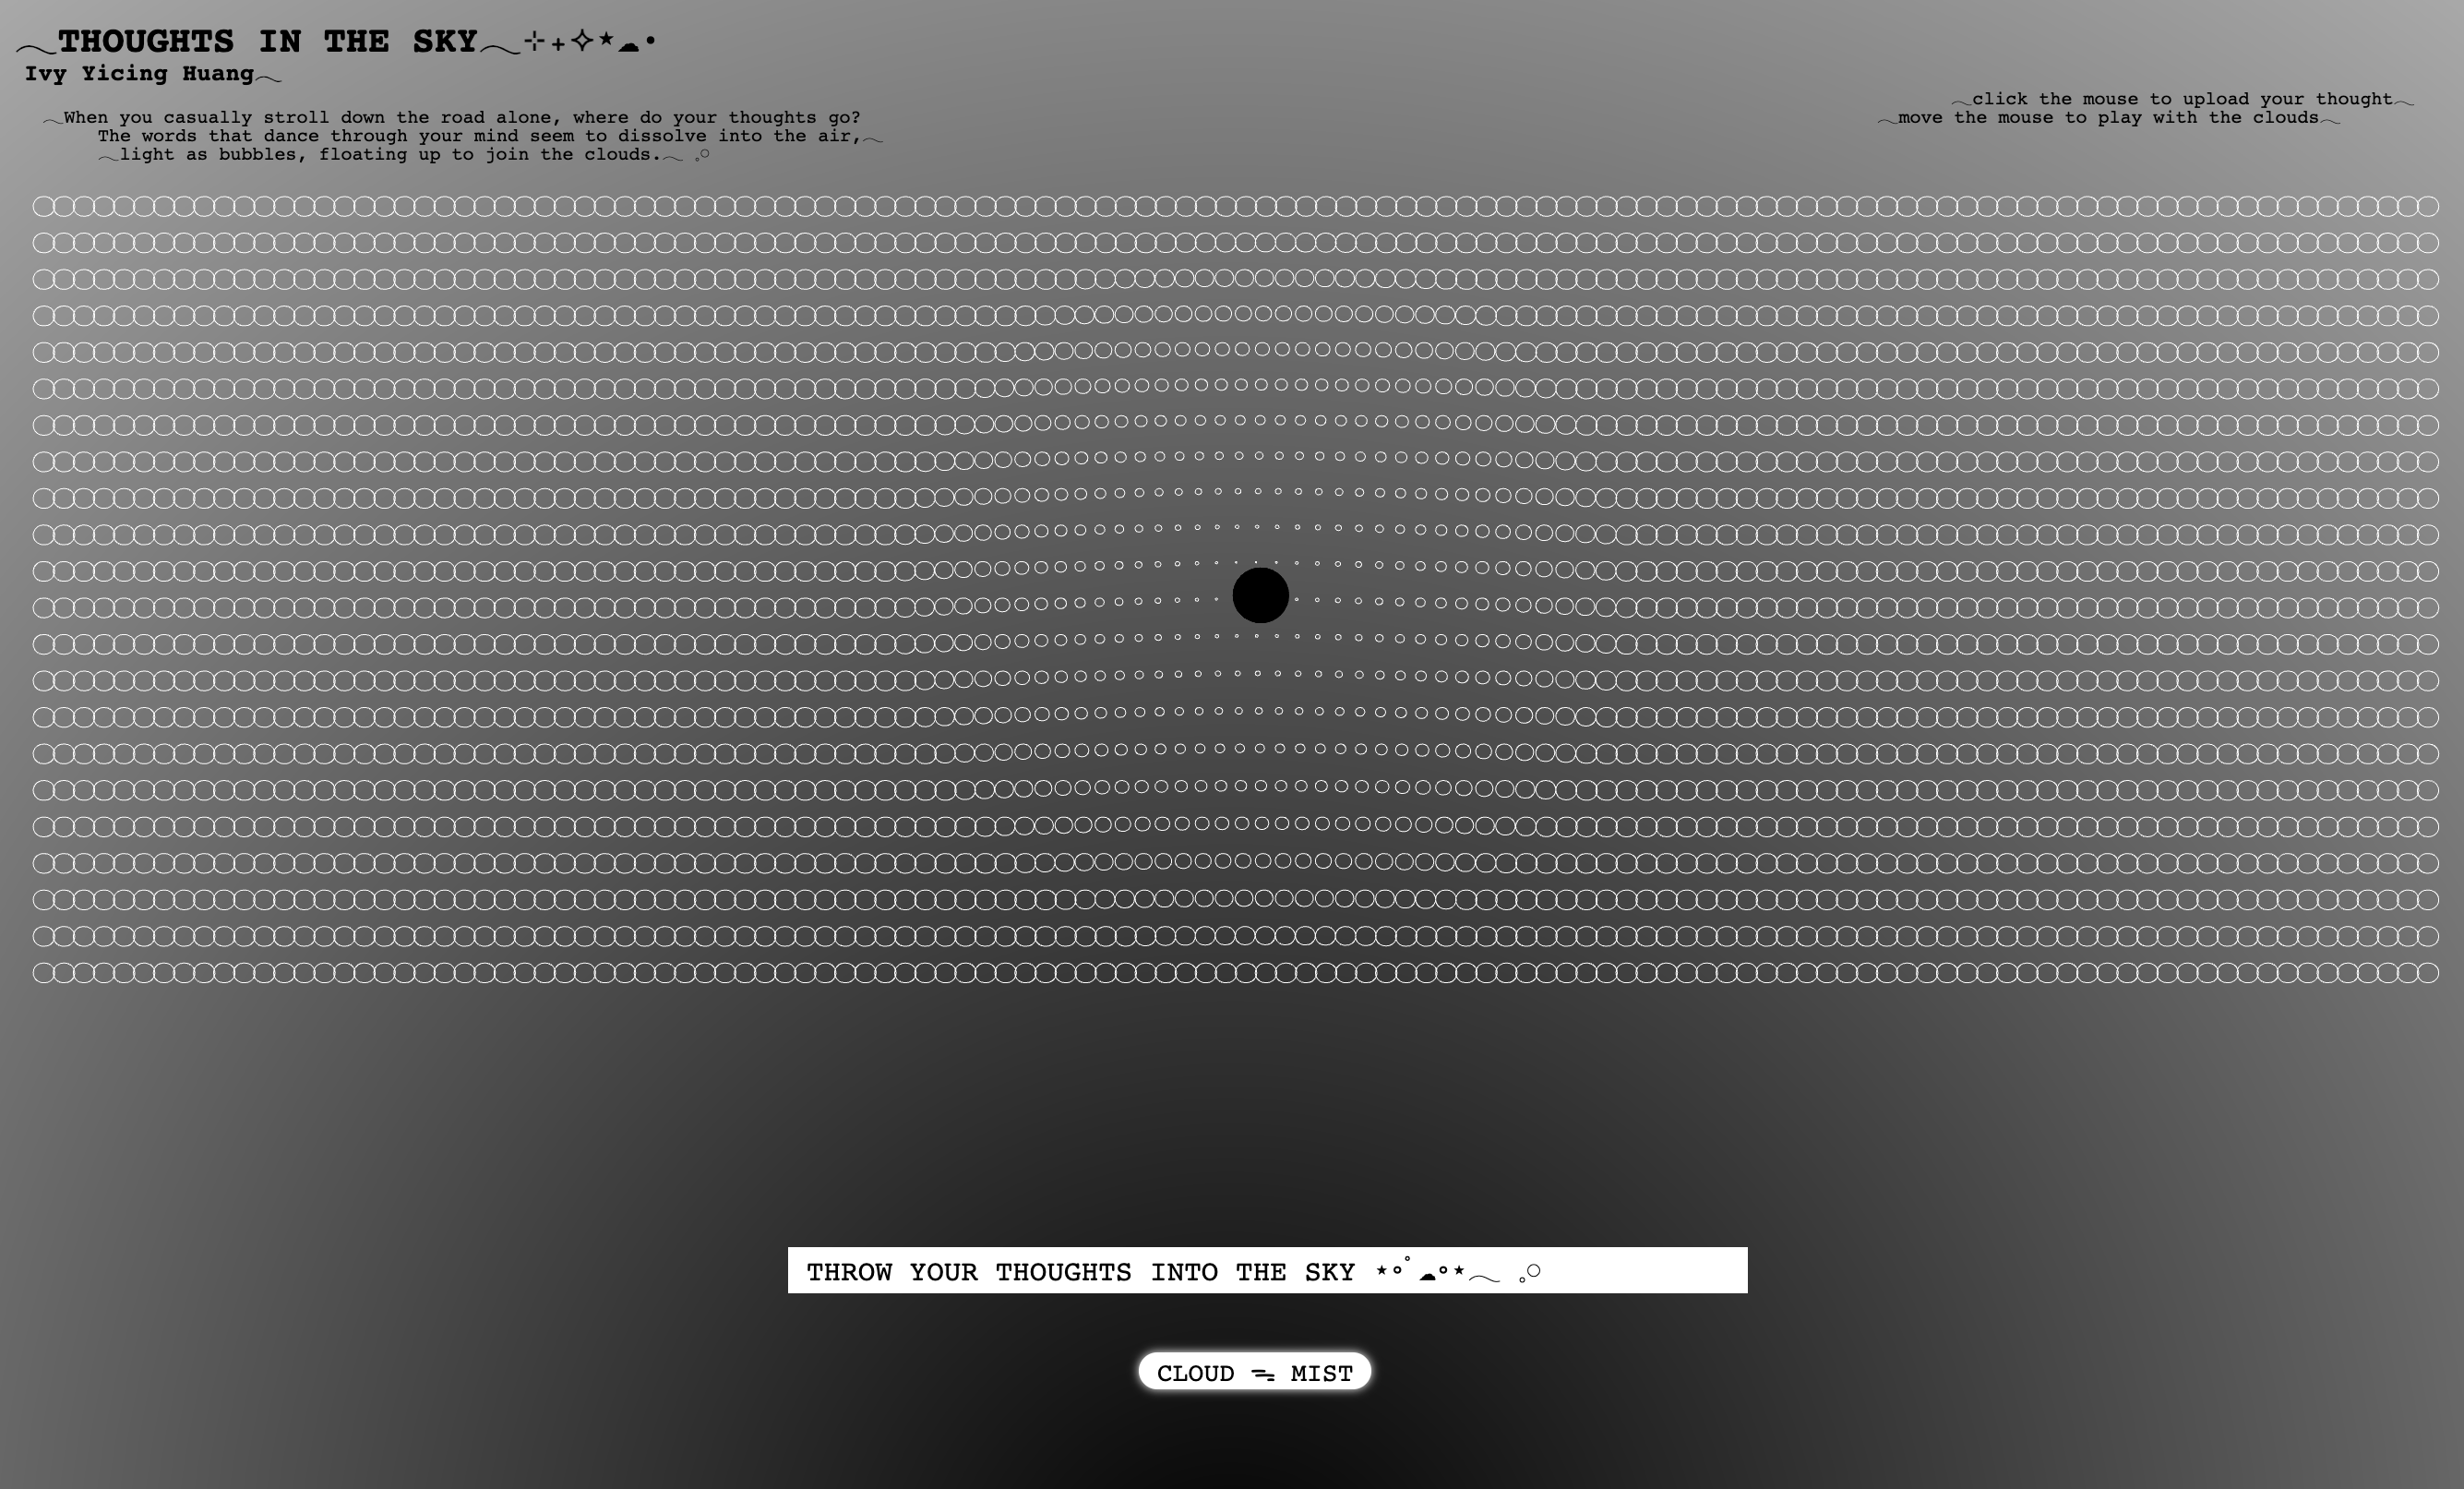 THOUGHTS IN THE SKY
Ivy Yicing Huang
When you casually stroll down the road alone, where do your thoughts go?
The words that dance through your mind seem to dissolve into the air,
light as bubbles, floating up to join the clouds.
click the mouse to upload your thought
move the mouse to play with the clouds
THROW YOUR THOUGHTS INTO THE SKY
CLOUD MIST